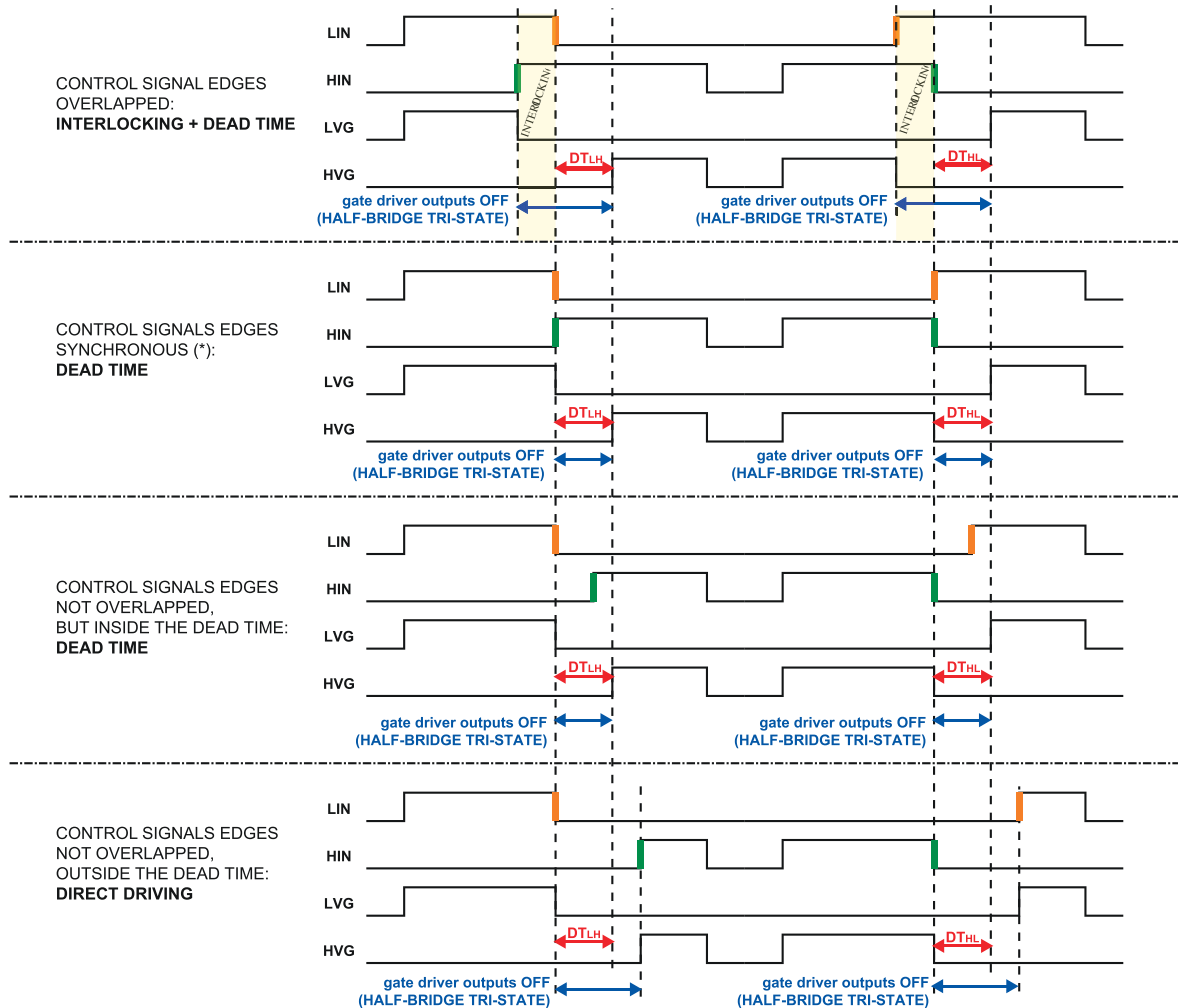 LIN
HIN
CONTROL SIGNAL EDGES
OVERLAPPED:
INTERLOCKING + DEAD TIME
LVG
HVG
INTERLOCKIN
INTERLOCKIN
DTLH
DTHL
gate driver outputs OFF
(HALF-BRIDGE TRI-STATE)
gate driver outputs OFF
(HALF-BRIDGE TRI-STATE)
LIN
HIN
CONTROL SIGNALS EDGES
SYNCHRONOUS (*):
DEAD TIME
LVG
HVG
DTLH
DTHL
gate driver outputs OFF
(HALF-BRIDGE TRI-STATE)
gate driver outputs OFF
(HALF-BRIDGE TRI-STATE)
LIN
HIN
CONTROL SIGNALS EDGES
NOT OVERLAPPED,
BUT INSIDE THE DEAD TIME:
DEAD TIME
LVG
HVG
DTLH
DTHL
gate driver outputs OFF
(HALF-BRIDGE TRI-STATE)
gate driver outputs OFF
(HALF-BRIDGE TRI-STATE)
LIN
HIN
CONTROL SIGNALS EDGES
NOT OVERLAPPED,
OUTSIDE THE DEAD TIME:
DIRECT DRIVING
LVG
HVG
DTLH
DTHL
gate driver outputs OFF
(HALF-BRIDGE TRI-STATE)
gate driver outputs OFF
(HALF-BRIDGE TRI-STATE)